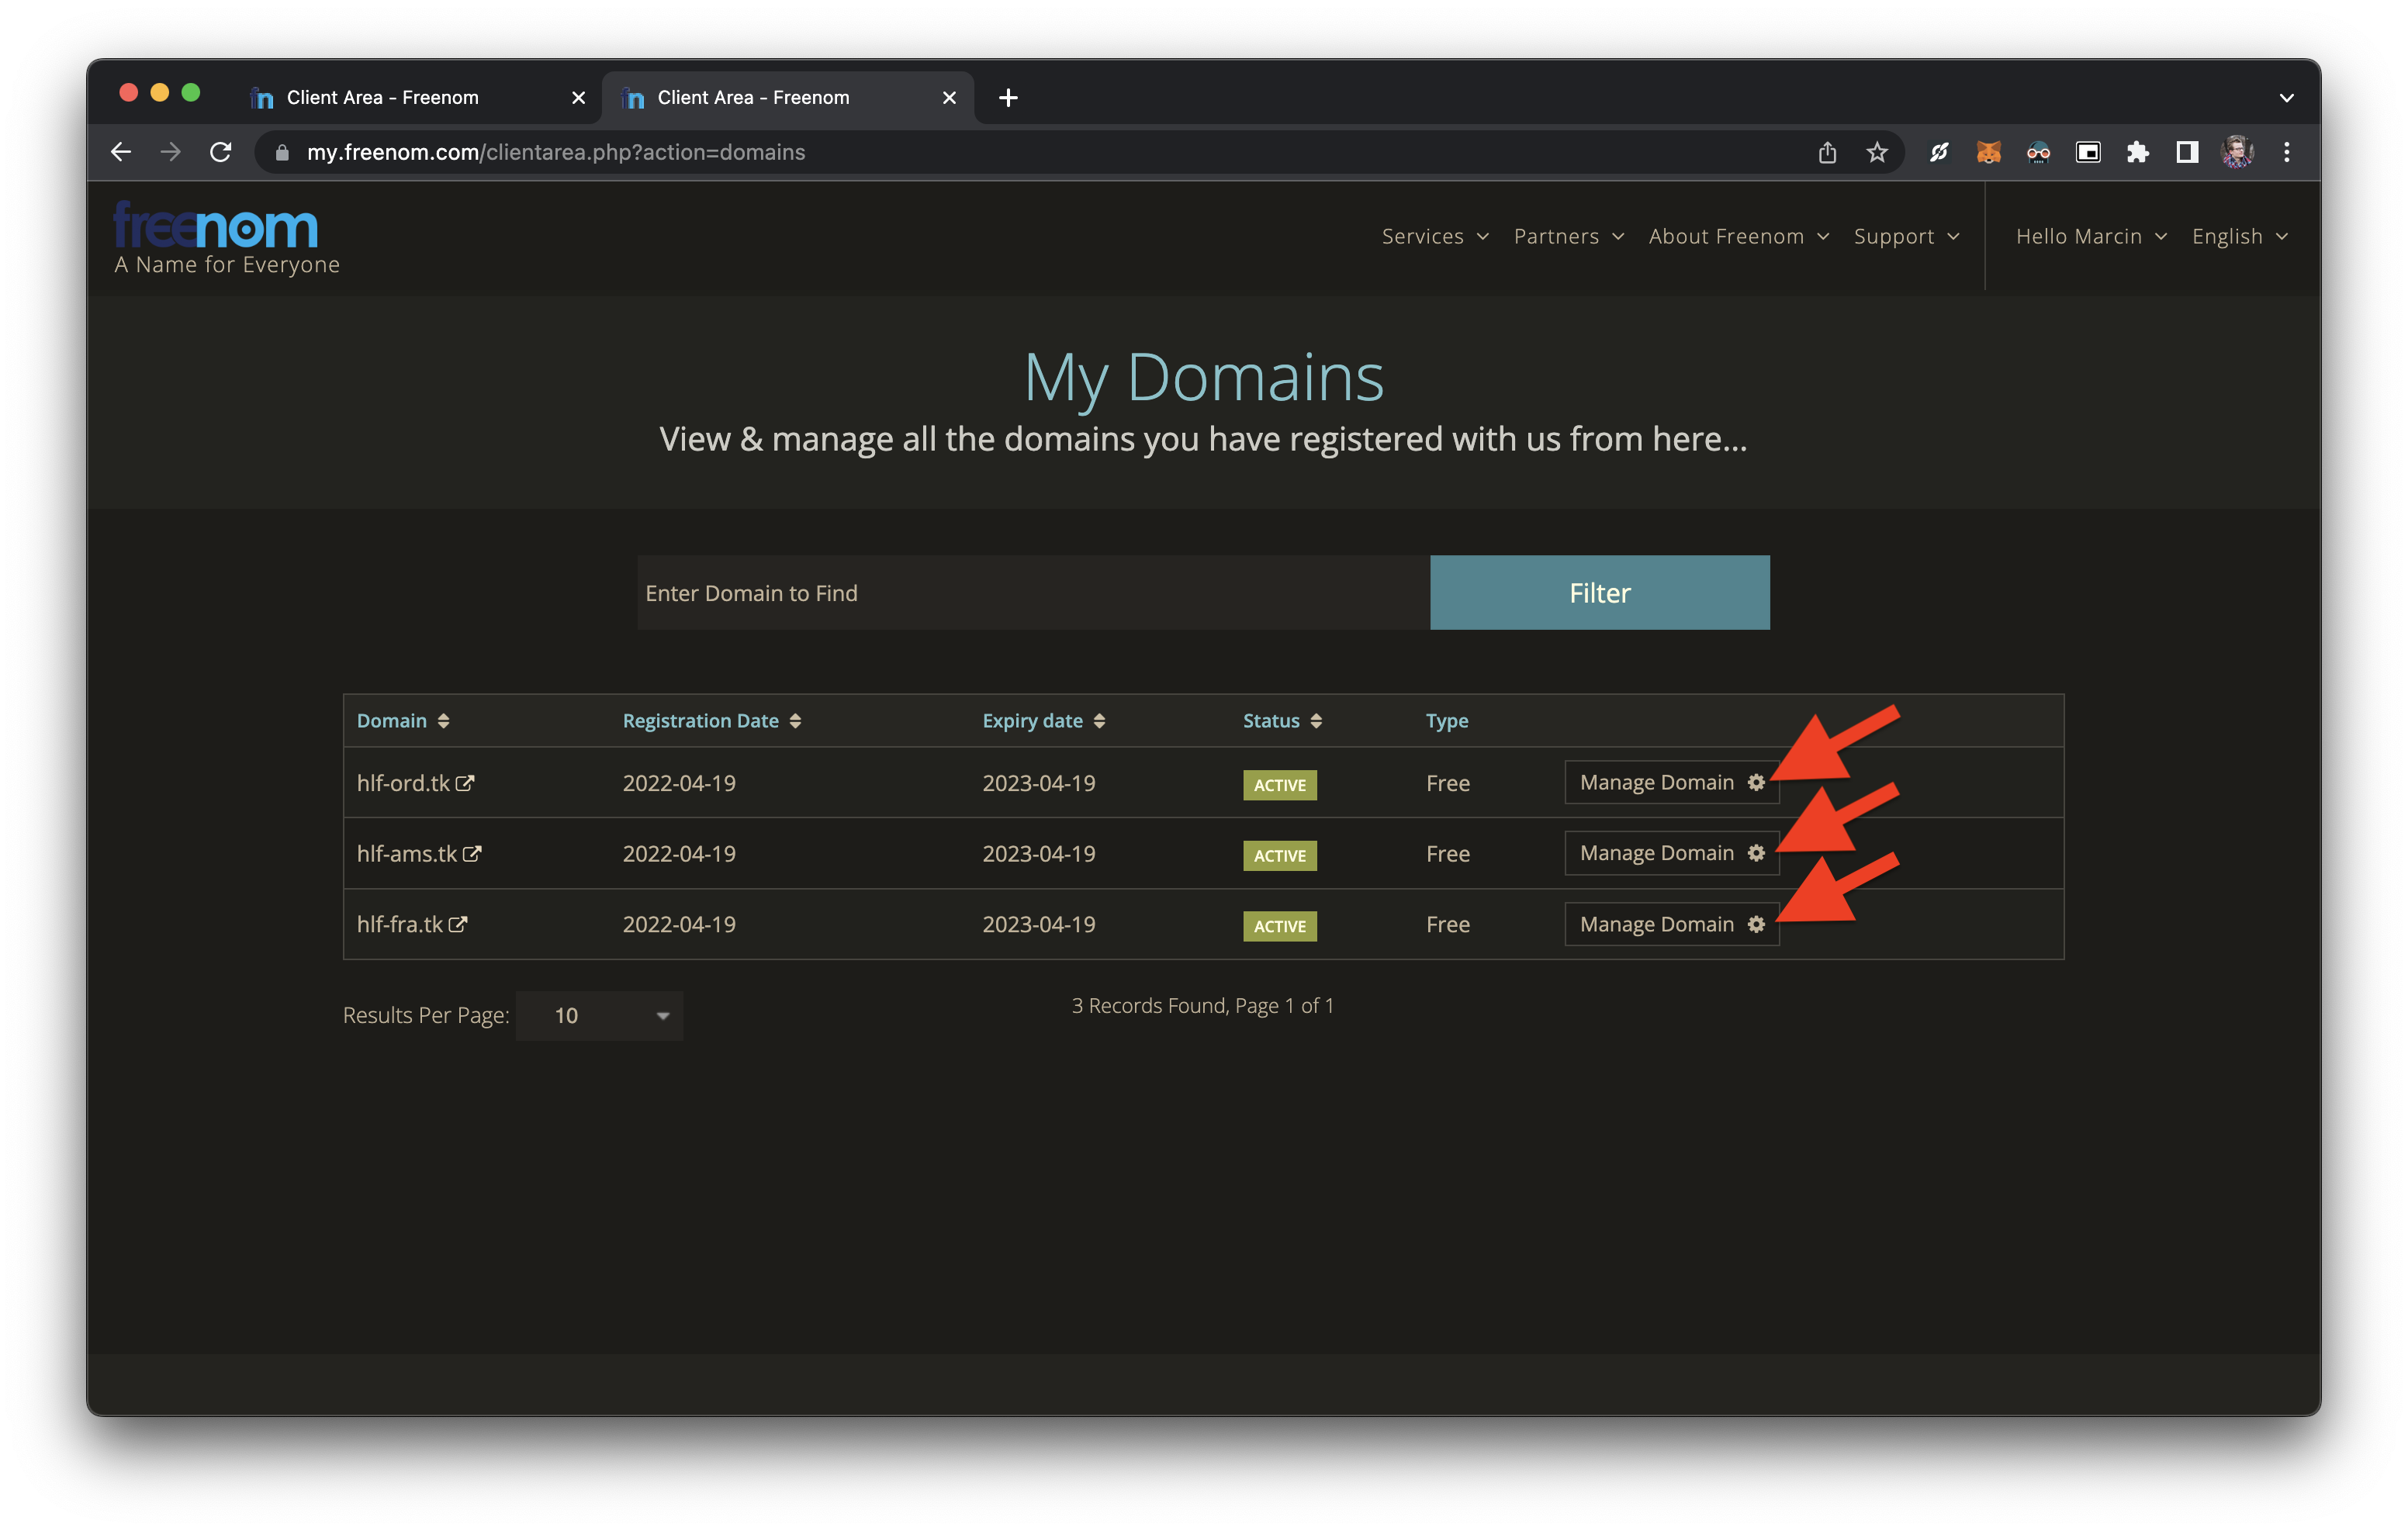 Client Area - Freenom
Client Area - Freenom
my.freenom.com/clientarea.php?action=domains
freenom
A Name for Everyone
Services Partners About Freenom Support Hello Marcin English
My Domains
View & manage all the domains you have registered with us from here...
Enter Domain to Find Filter
Domain Registration Date Expiry date Status Type
hlf-ord.tk 2022-04-19 2023-04-19 ACTIVE Free Manage Domain
hlf-ams.tk 2022-04-19 2023-04-19 ACTIVE Free Manage Domain
hlf-fra.tk 2022-04-19 2023-04-19 ACTIVE Free Manage Domain
Results Per Page: 10
3 Records Found, Page 1 of 1